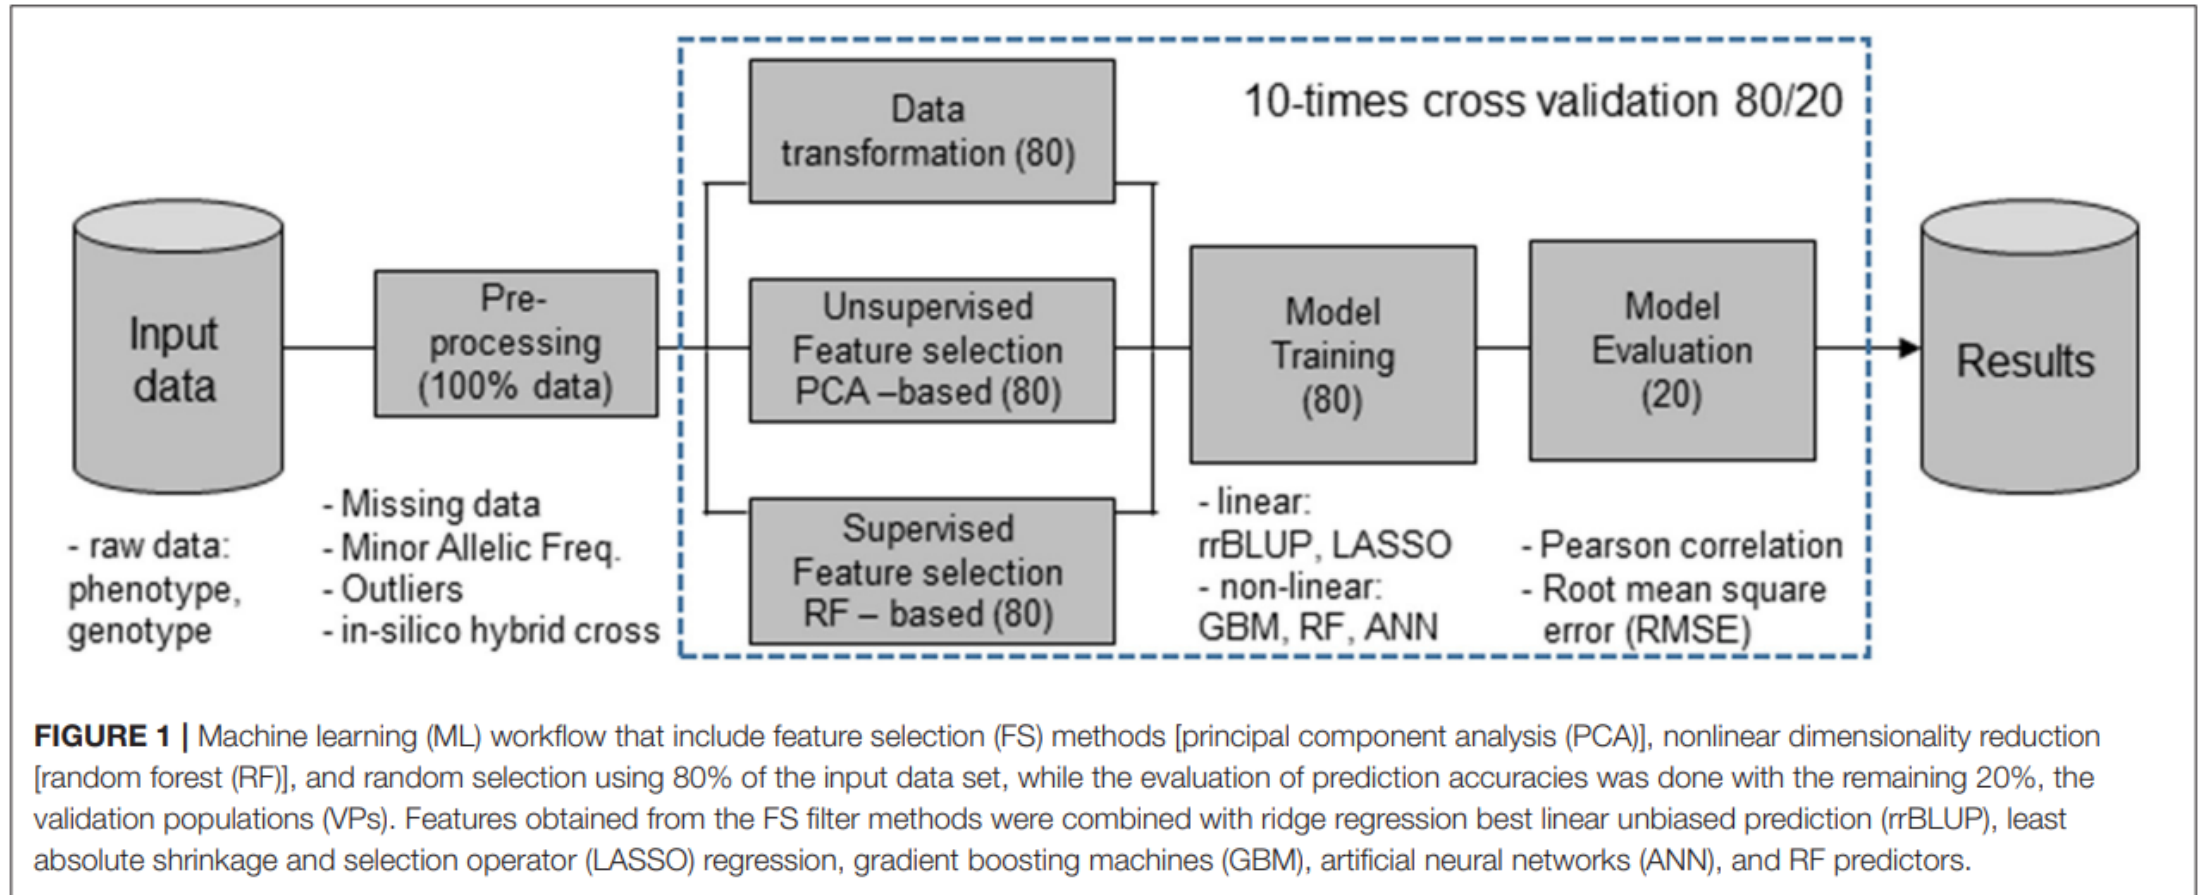 10-times cross validation 80/20
Input
data
- raw data:
phenotype,
genotype
Pre-
processing
(100% data)
- Missing data
- Minor Allelic Freq.
- Outliers
- in-silico hybrid cross
Data
transformation (80)
Unsupervised
Feature selection
PCA –based (80)
Supervised
Feature selection
RF – based (80)
Model
Training
(80)
- linear:
rrBLUP, LASSO
- non-linear:
GBM, RF, ANN
Model
Evaluation
(20)
- Pearson correlation
- Root mean square
error (RMSE)
Results
FIGURE 1 | Machine learning (ML) workflow that include feature selection (FS) methods [principal component analysis (PCA)], nonlinear dimensionality reduction
[random forest (RF)], and random selection using 80% of the input data set, while the evaluation of prediction accuracies was done with the remaining 20%, the
validation populations (VPs). Features obtained from the FS filter methods were combined with ridge regression best linear unbiased prediction (rrBLUP), least
absolute shrinkage and selection operator (LASSO) regression, gradient boosting machines (GBM), artificial neural networks (ANN), and RF predictors.